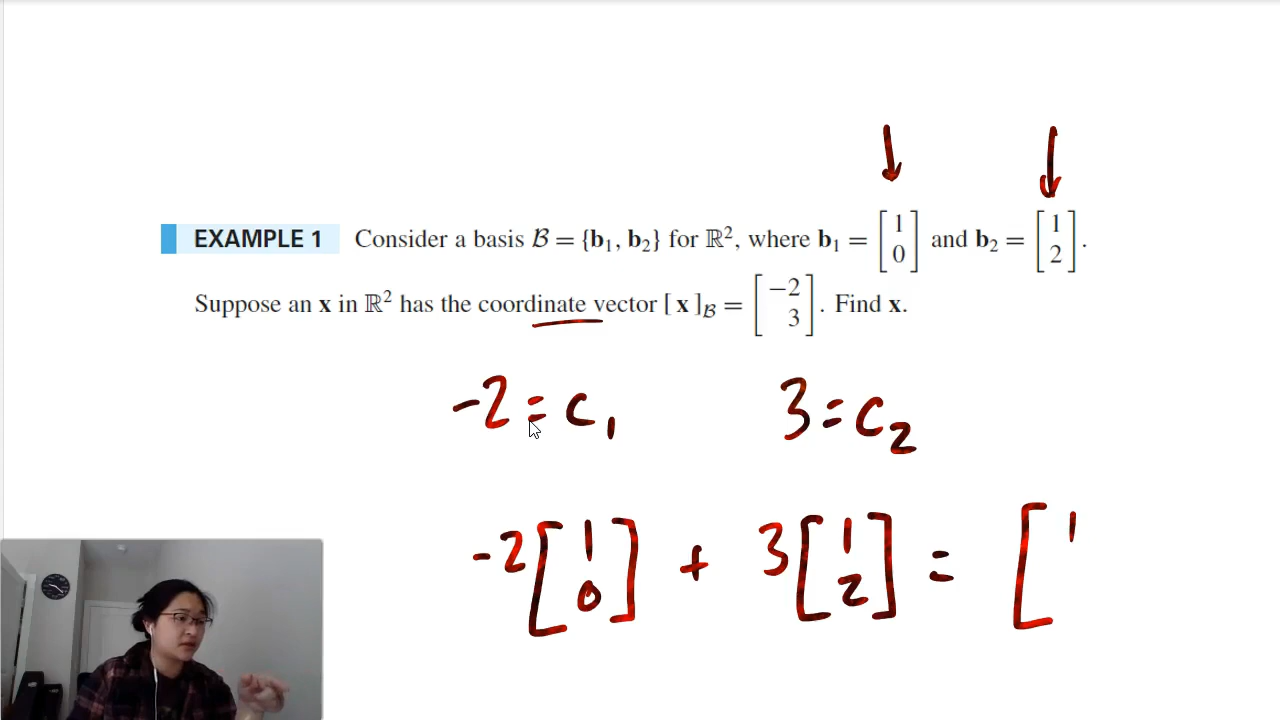 EXAMPLE 1 Consider a basis ℬ = {b₁, b₂} for ℝ², where b₁ = [1 0] and b₂ = [1 2].
Suppose an x in ℝ² has the coordinate vector [x]ℬ = [−2 3]. Find x.
-2 = c₁ 3 = c₂
-2 [1 0] + 3 [1 2] = [1